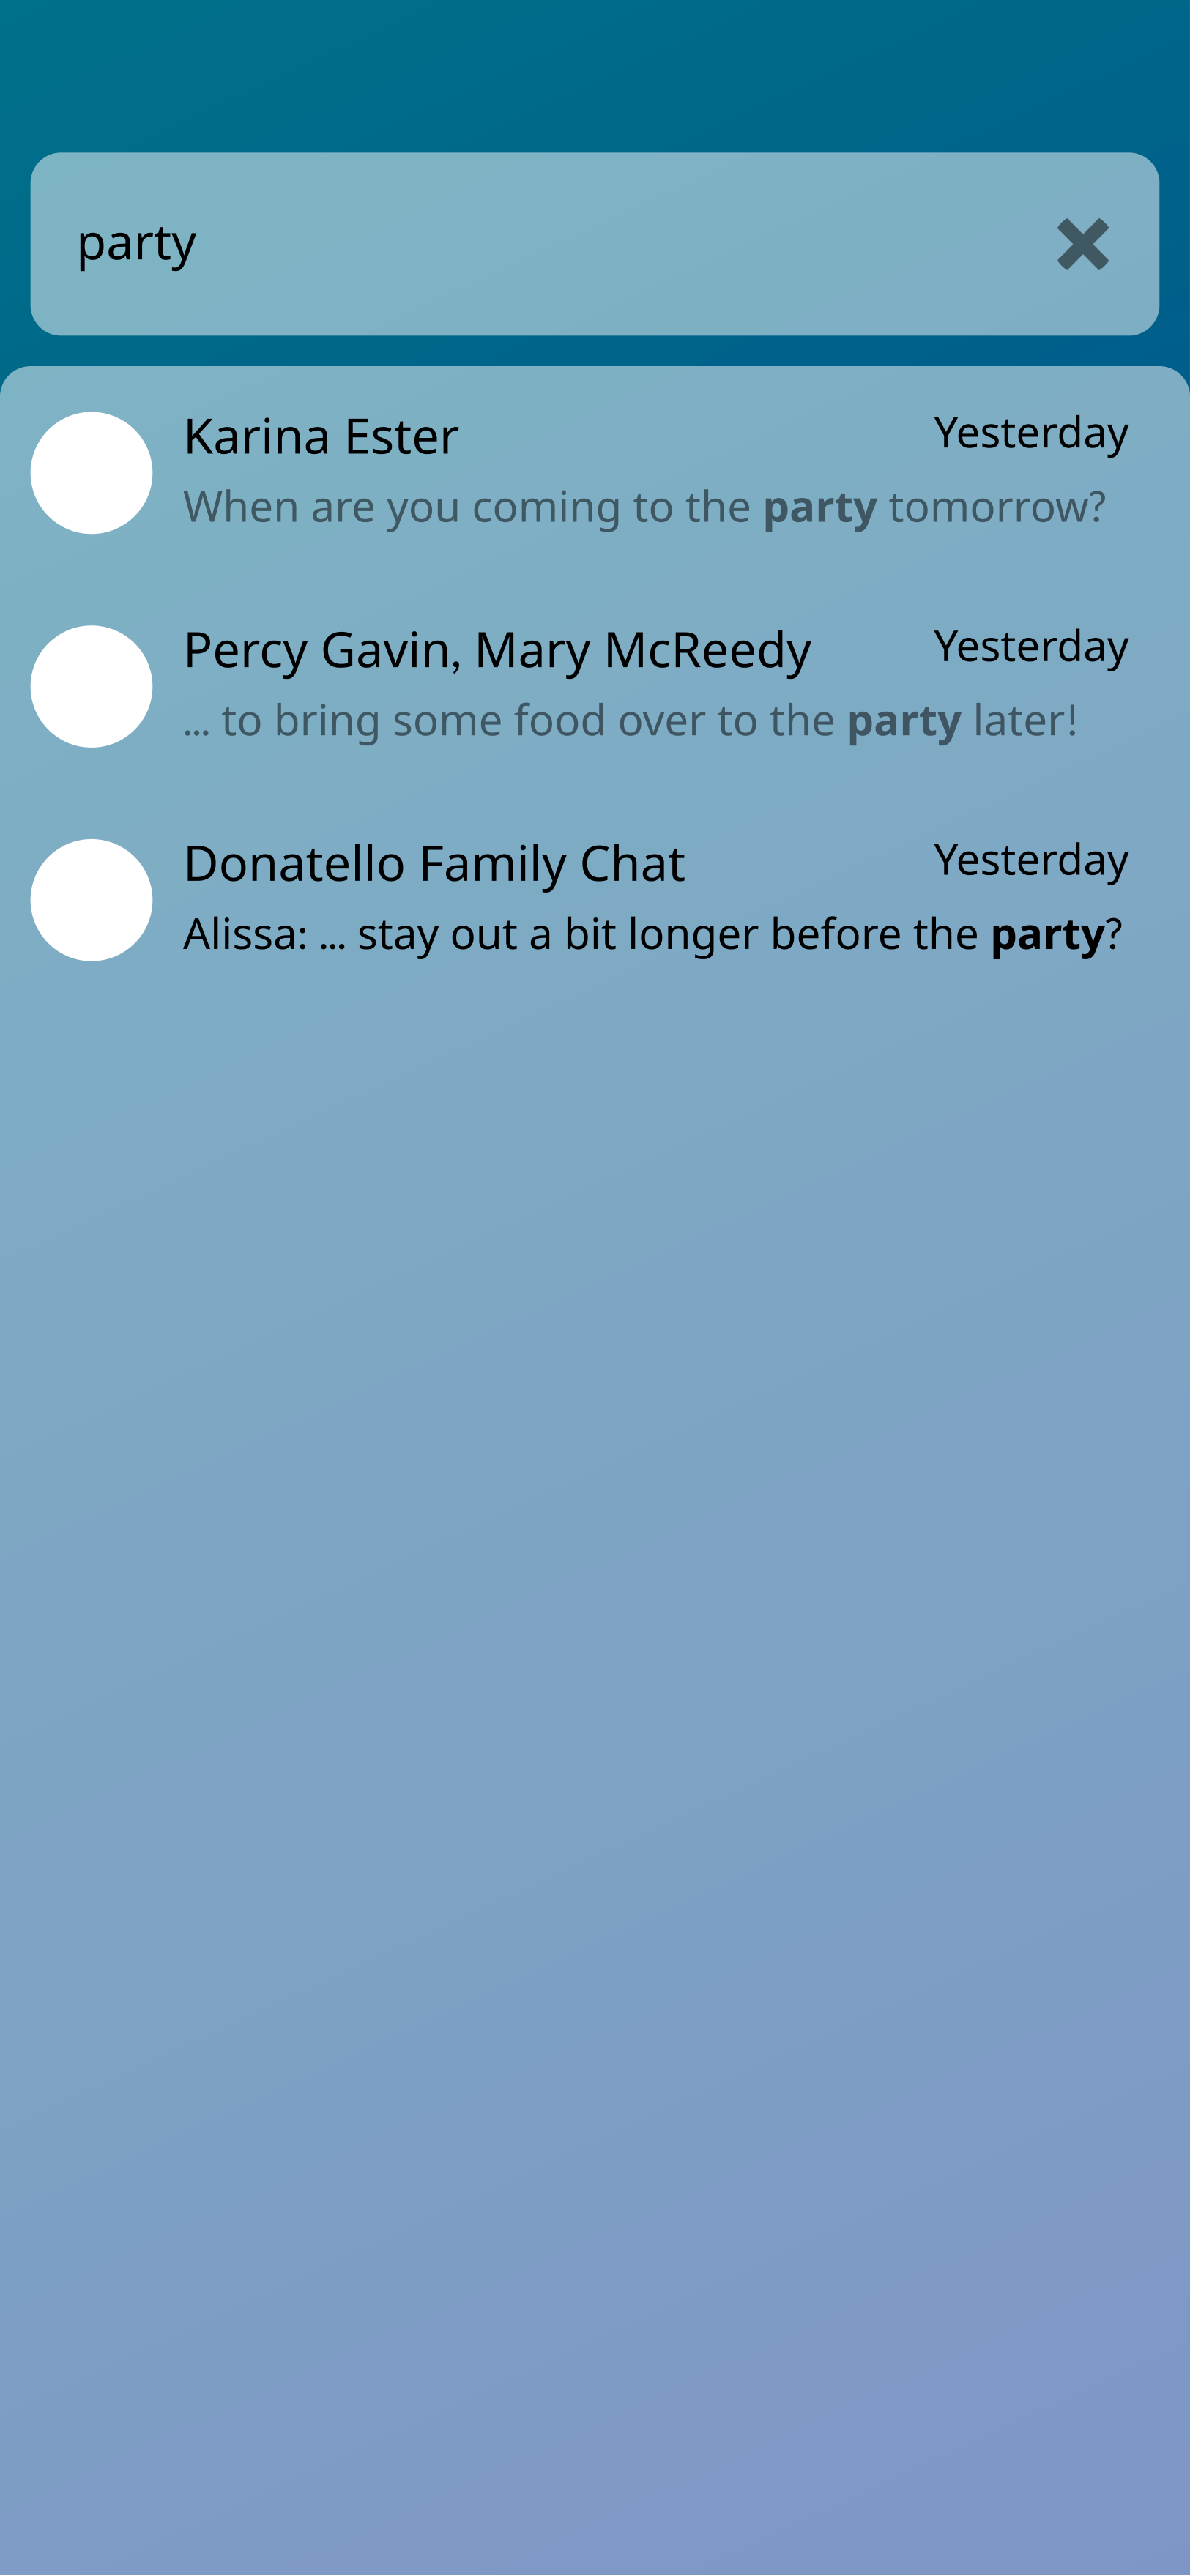 party
Karina Ester Yesterday
When are you coming to the party tomorrow?
Percy Gavin, Mary McReedy Yesterday
... to bring some food over to the party later!
Donatello Family Chat Yesterday
Alissa: ... stay out a bit longer before the party?